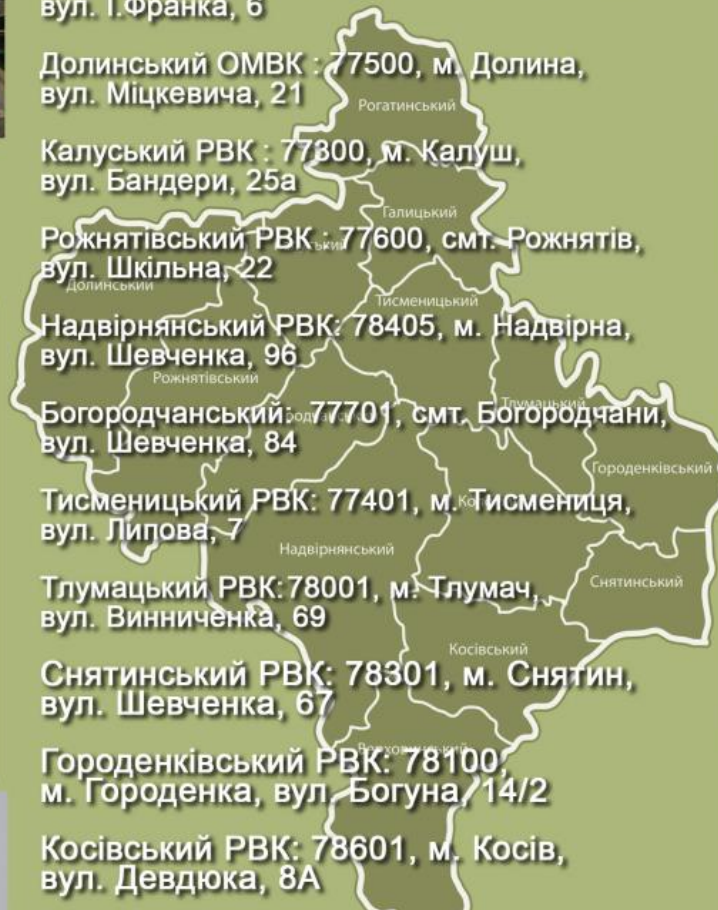 вул. І.Франка, 6
Долинський ОМВК : 77500, м. Долина,
вул. Міцкевича, 21
Рогатинський
Калуський РВК : 77800, м. Калуш,
вул. Бандери, 25а
Галицький
Рожнятівський РВК : 77600, смт. Рожнятів,
вул. Шкільна, 22
Долинський
Тисменицький
Надвірнянський РВК: 78405, м. Надвірна,
вул. Шевченка, 96
Рожнятівський
Тлумацький
Богородчанський: 77701, смт. Богородчани,
вул. Шевченка, 84
Городенківський
Тисменицький РВК: 77401, м. Тисмениця,
вул. Липова, 7
Надвірнянський
Снятинський
Тлумацький РВК:78001, м. Тлумач,
вул. Винниченка, 69
Косівський
Снятинський РВК: 78301, м. Снятин,
вул. Шевченка, 67
Верховинський
Городенківський РВК: 78100,
м. Городенка, вул. Богуна, 14/2
Косівський РВК: 78601, м. Косів,
вул. Девдюка, 8А